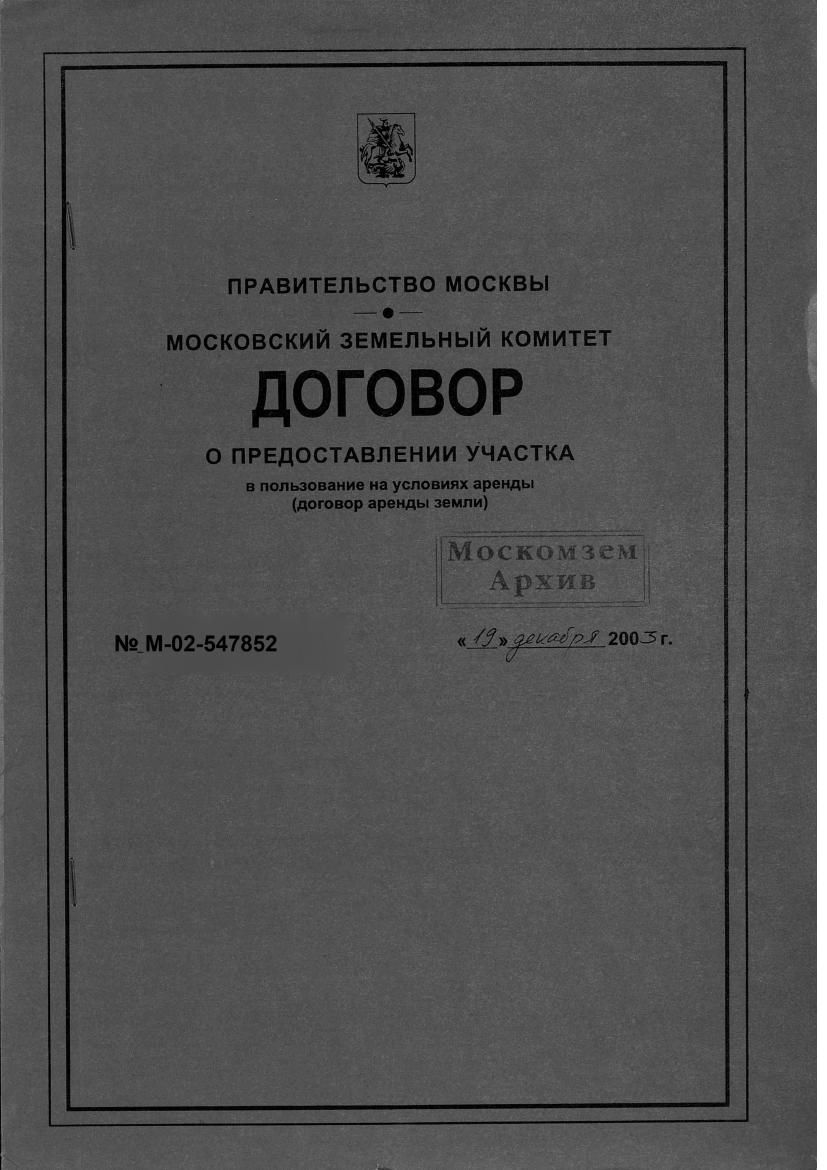 ПРАВИТЕЛЬСТВО МОСКВЫ
МОСКОВСКИЙ ЗЕМЕЛЬНЫЙ КОМИТЕТ
ДОГОВОР
О ПРЕДОСТАВЛЕНИИ УЧАСТКА
в пользование на условиях аренды
(договор аренды земли)
Москомзем
Архив
№ М-02-547852 «19» декабря 2003 г.